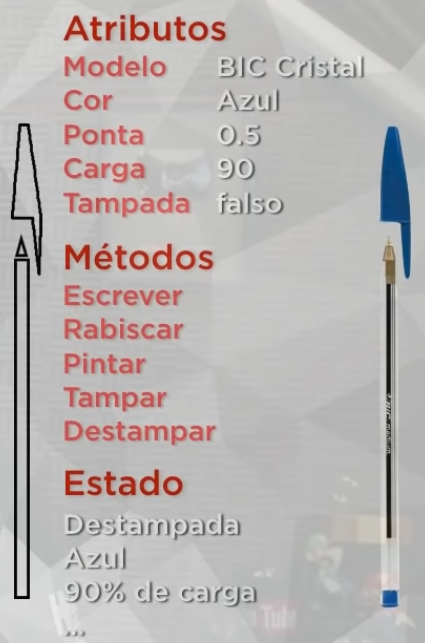 Atributos
Modelo BIC Cristal
Cor Azul
Ponta 0.5
Carga 90
Tampada falso
Métodos
Escrever
Rabiscar
Pintar
Tampar
Destampar
Estado
Destampada
Azul
90% de carga
...
BIC